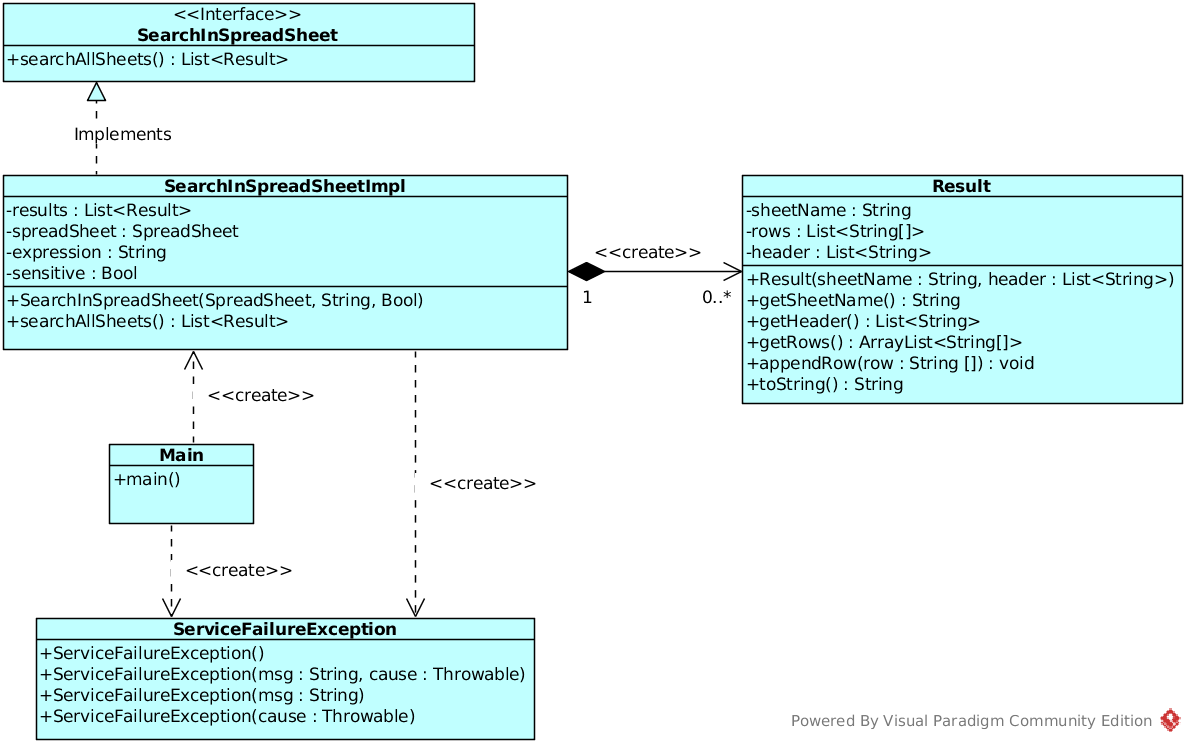 <<Interface>>
SearchInSpreadSheet
+searchAllSheets() : List<Result>
Implements
SearchInSpreadSheetImpl
-results : List<Result>
-spreadSheet : SpreadSheet
-expression : String
-sensitive : Bool
+SearchInSpreadSheet(SpreadSheet, String, Bool)
+searchAllSheets() : List<Result>
<<create>>
1
0..*
Result
-sheetName : String
-rows : List<String[]>
-header : List<String>
+Result(sheetName : String, header : List<String>)
+getSheetName() : String
+getHeader() : List<String>
+getRows() : ArrayList<String[]>
+appendRow(row : String []) : void
+toString() : String
<<create>>
Main
+main()
<<create>>
<<create>>
ServiceFailureException
+ServiceFailureException()
+ServiceFailureException(msg : String, cause : Throwable)
+ServiceFailureException(msg : String)
+ServiceFailureException(cause : Throwable)
Powered By Visual Paradigm Community Edition